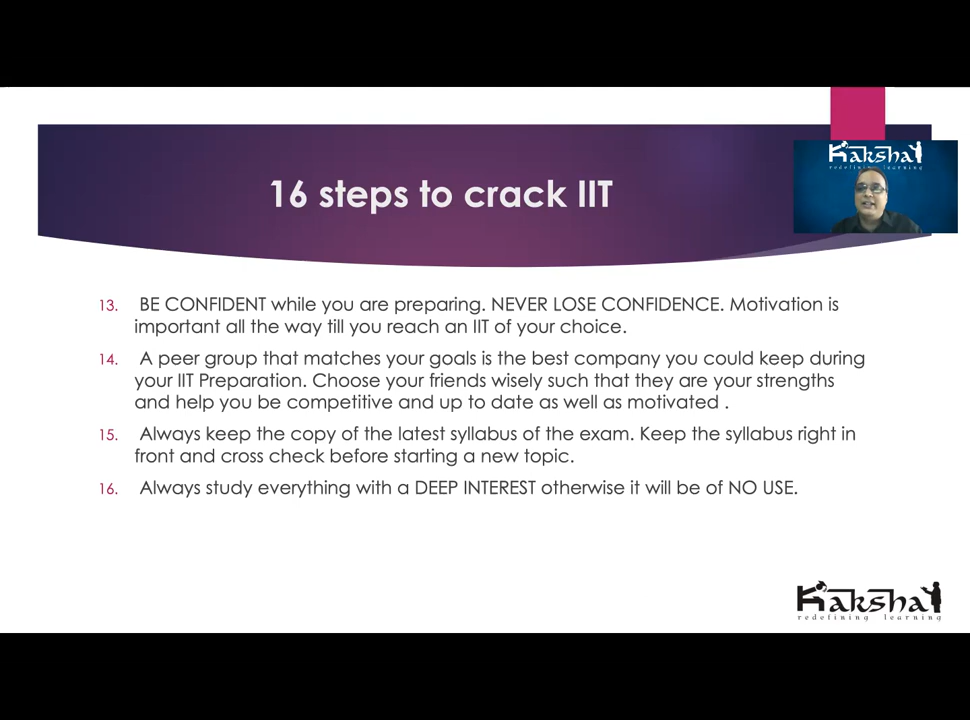 Kaksha
redefining learning
16 steps to crack IIT
13. BE CONFIDENT while you are preparing. NEVER LOSE CONFIDENCE. Motivation is
important all the way till you reach an IIT of your choice.
14. A peer group that matches your goals is the best company you could keep during
your IIT Preparation. Choose your friends wisely such that they are your strengths
and help you be competitive and up to date as well as motivated .
15. Always keep the copy of the latest syllabus of the exam. Keep the syllabus right in
front and cross check before starting a new topic.
16. Always study everything with a DEEP INTEREST otherwise it will be of NO USE.
Kaksha
redefining learning